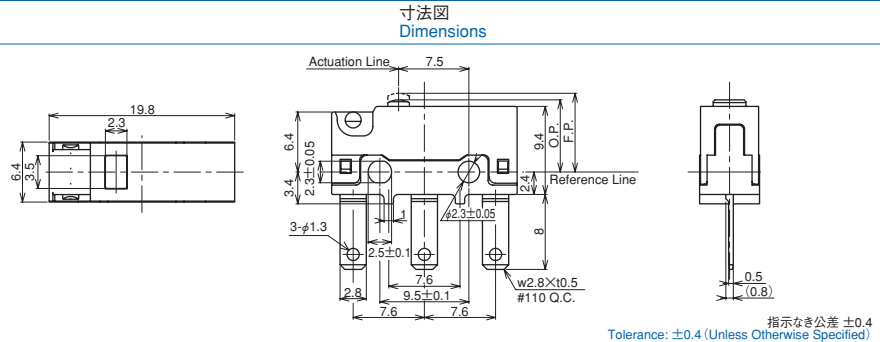 寸法図
Dimensions
Actuation Line
7.5
19.8
2.3
6.4
3.5
6.4
3.4
2.3±0.05
O.P.
F.P.
9.4
2.4
Reference Line
1
φ2.3±0.05
3-φ1.3
2.5±0.1
8
7.6
2.8
9.5±0.1
w2.8×t0.5
#110 Q.C.
7.6
7.6
0.5
(0.8)
指示なき公差 ±0.4
Tolerance: ±0.4（Unless Otherwise Specified）